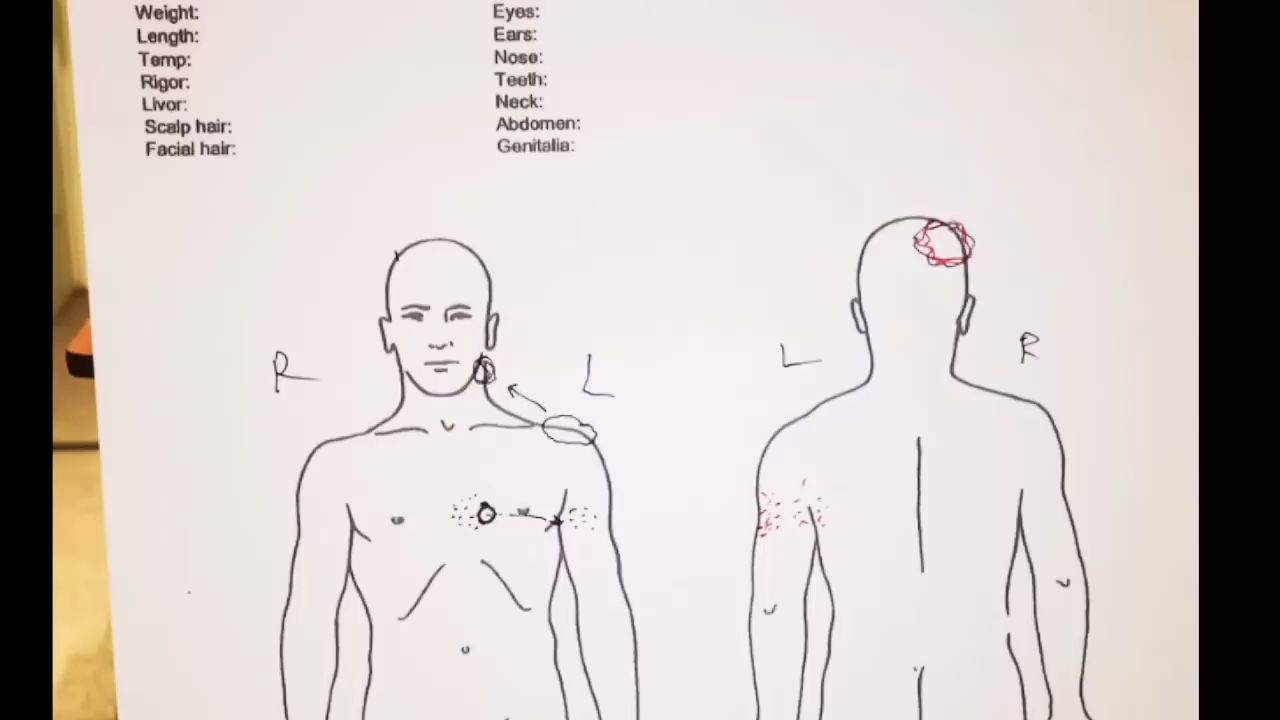 Weight:
Length:
Temp:
Rigor:
Livor:
Scalp hair:
Facial hair:
Eyes:
Ears:
Nose:
Teeth:
Neck:
Abdomen:
Genitalia:
R
L
L
R